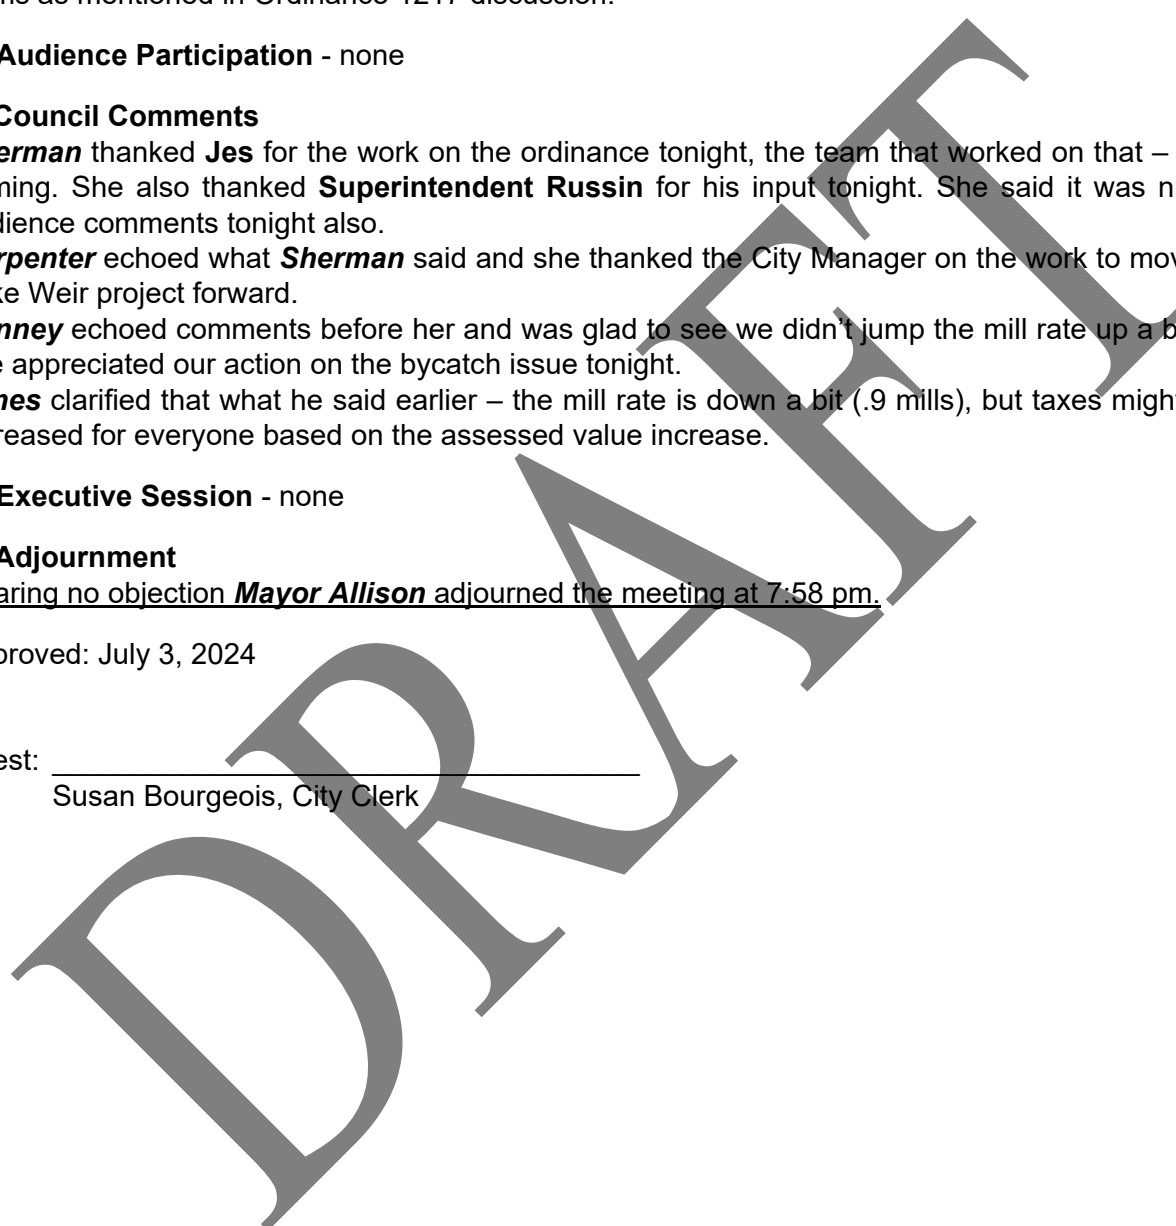 as mentioned in Ordinance 1217 discussion.
Audience Participation - none
Council Comments
erman thanked Jes for the work on the ordinance tonight, the team that worked on that –
ming. She also thanked Superintendent Russin for his input tonight. She said it was n
dience comments tonight also.
rpenter echoed what Sherman said and she thanked the City Manager on the work to mov
ke Weir project forward.
nney echoed comments before her and was glad to see we didn't jump the mill rate up a b
e appreciated our action on the bycatch issue tonight.
nes clarified that what he said earlier – the mill rate is down a bit (.9 mills), but taxes might
reased for everyone based on the assessed value increase.
Executive Session - none
Adjournment
aring no objection Mayor Allison adjourned the meeting at 7:58 pm.
proved: July 3, 2024
est:
Susan Bourgeois, City Clerk
DRAFT